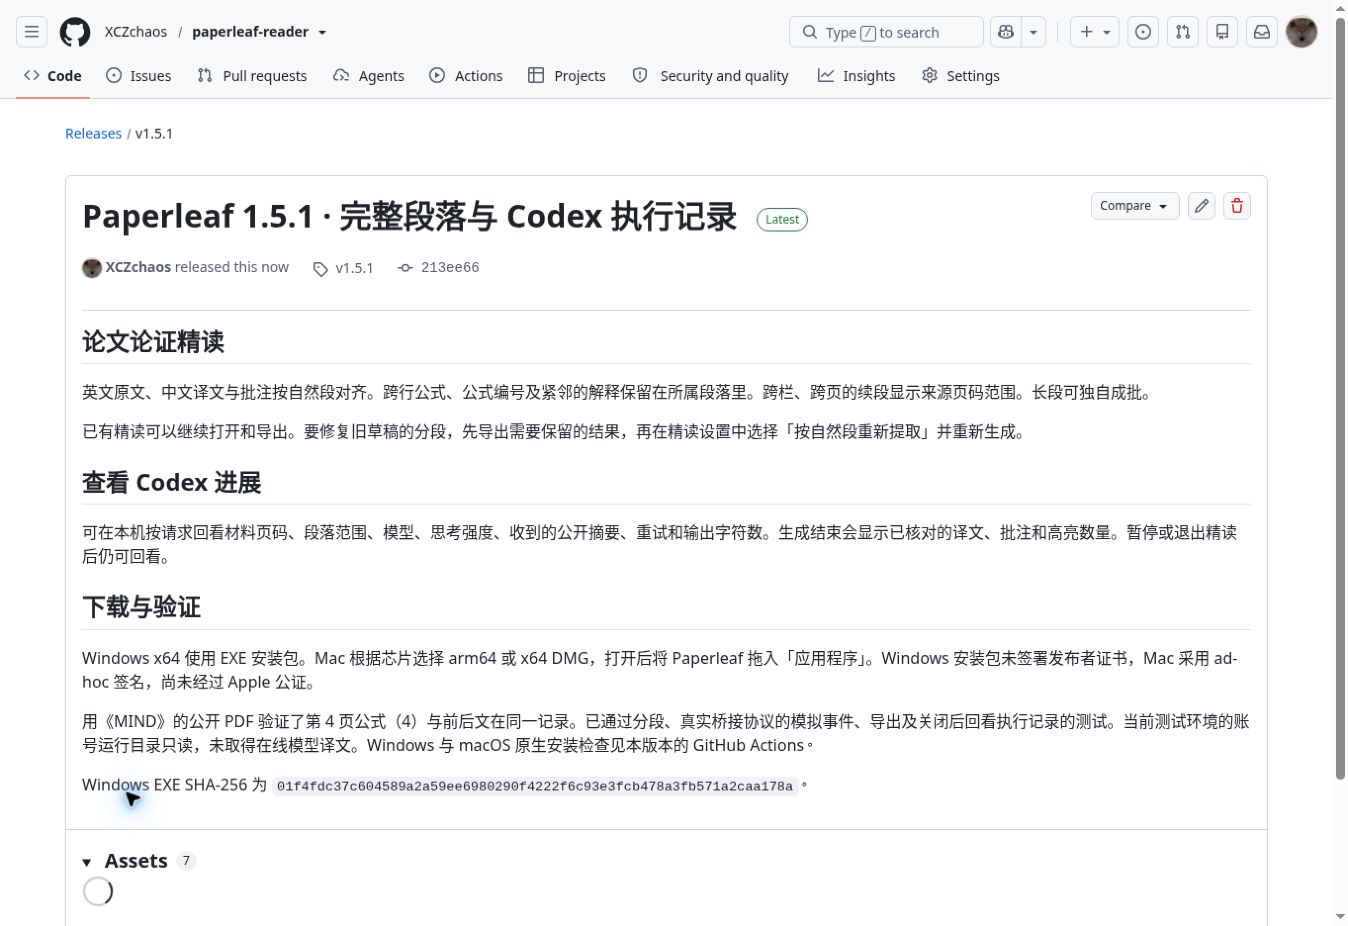 XCZchaos / paperleaf-reader
Type / to search
Code
Issues
Pull requests
Agents
Actions
Projects
Security and quality
Insights
Settings
Releases / v1.5.1
Paperleaf 1.5.1 · 完整段落与 Codex 执行记录
Latest
Compare
XCZchaos released this now
v1.5.1
213ee66
论文论证精读
英文原文、中文译文与批注按自然段对齐。跨行公式、公式编号及紧邻的解释保留在所属段落里。跨栏、跨页的续段显示来源页码范围。长段可独自成批。
已有精读可以继续打开和导出。要修复旧草稿的分段，先导出需要保留的结果，再在精读设置中选择「按自然段重新提取」并重新生成。
查看 Codex 进展
可在本机按请求回看材料页码、段落范围、模型、思考强度、收到的公开摘要、重试和输出字符数。生成结束会显示已核对的译文、批注和高亮数量。暂停或退出精读
后仍可回看。
下载与验证
Windows x64 使用 EXE 安装包。Mac 根据芯片选择 arm64 或 x64 DMG，打开后将 Paperleaf 拖入「应用程序」。Windows 安装包未签署发布者证书，Mac 采用 ad-
hoc 签名，尚未经过 Apple 公证。
用《MIND》的公开 PDF 验证了第 4 页公式（4）与前后文在同一记录。已通过分段、真实桥接协议的模拟事件、导出及关闭后回看执行记录的测试。当前测试环境的账
号运行目录只读，未取得在线模型译文。Windows 与 macOS 原生安装检查见本版本的 GitHub Actions。
Windows EXE SHA-256 为 01f4fdc37c604589a2a59ee6980290f4222f6c93e3fcb478a3fb571a2caa178a。
Assets 7